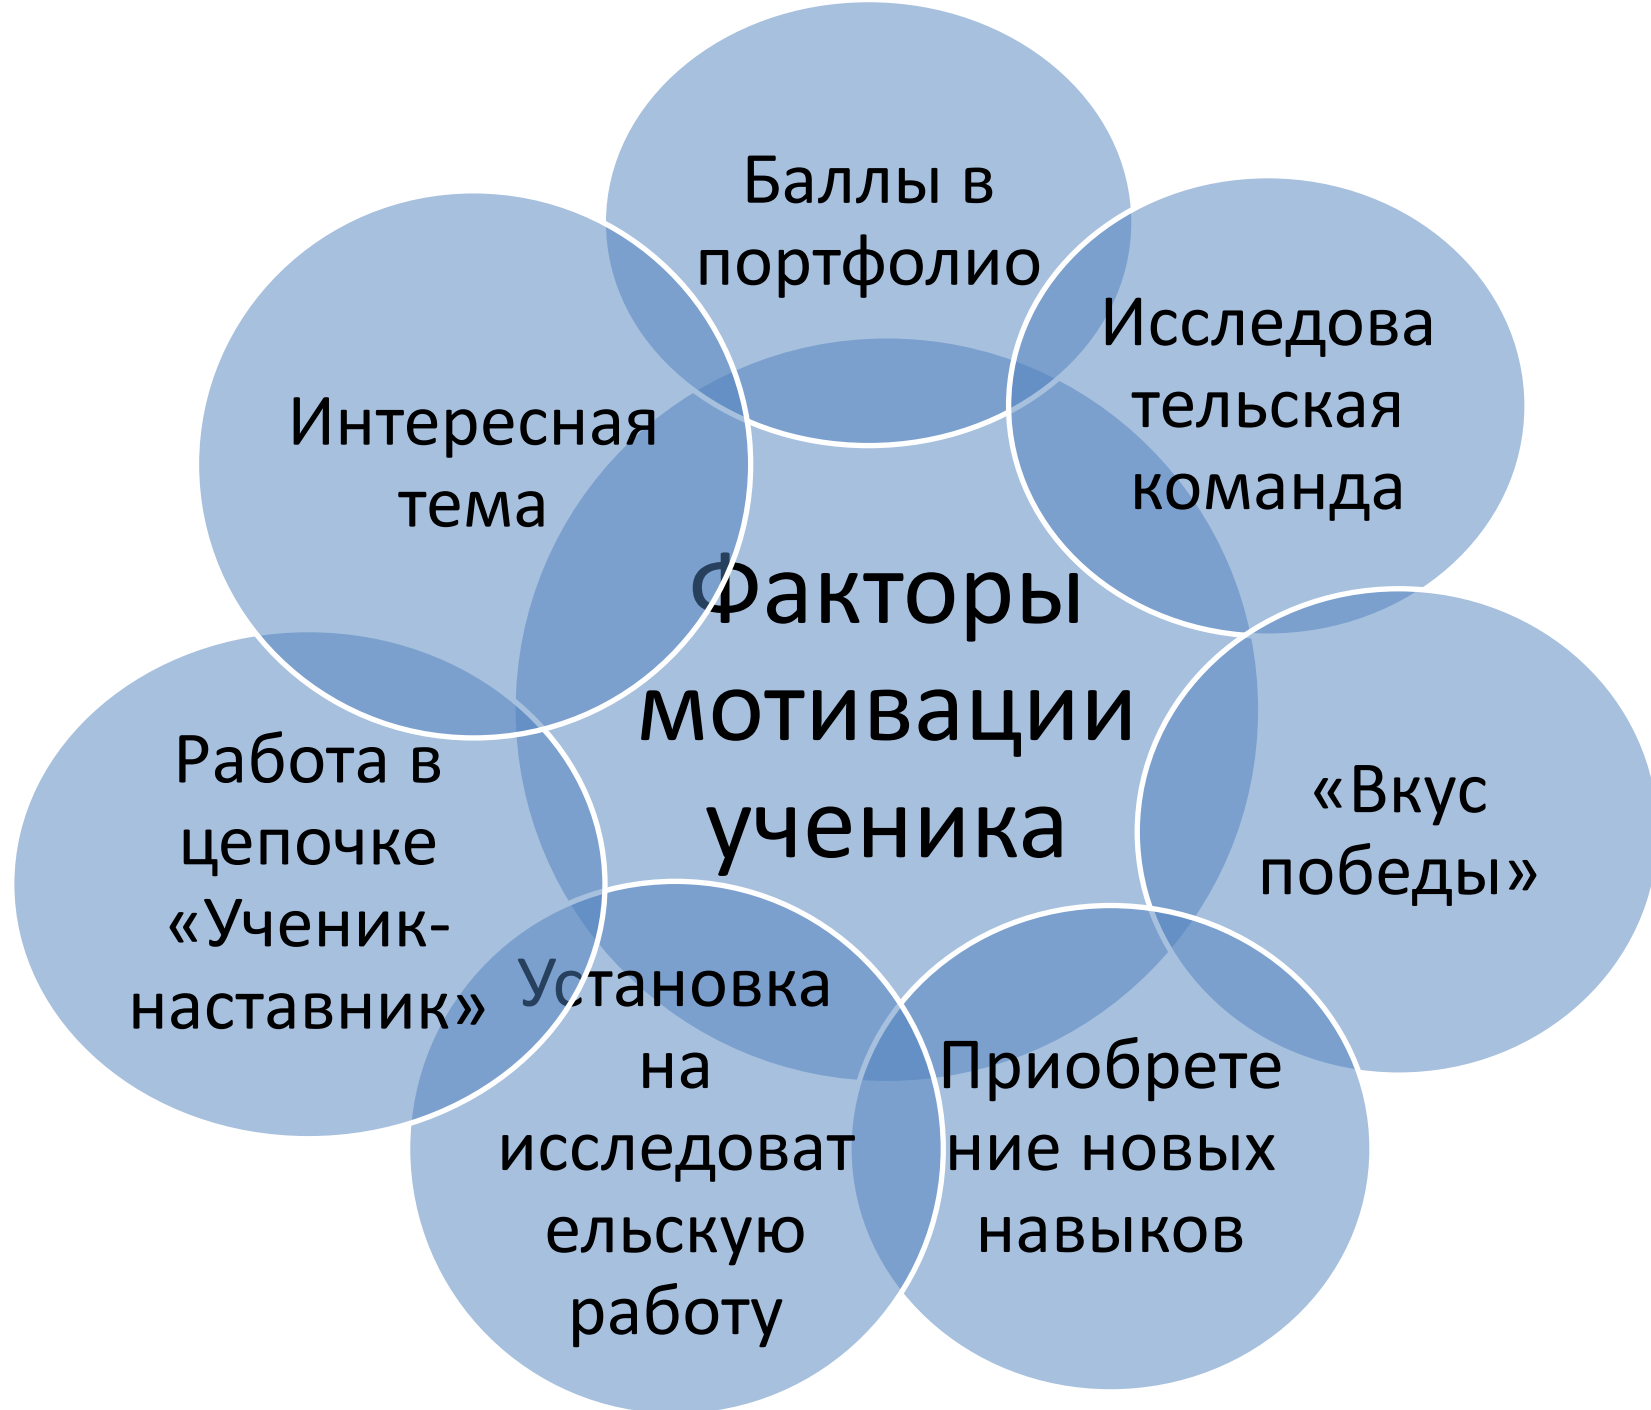 Баллы в
портфолио
Исследова
тельская
команда
Интересная
тема
Факторы
мотивации
ученика
«Вкус
победы»
Работа в
цепочке
«Ученик-
наставник»
Установка
на
исследоват
ельскую
работу
Приобрете
ние новых
навыков